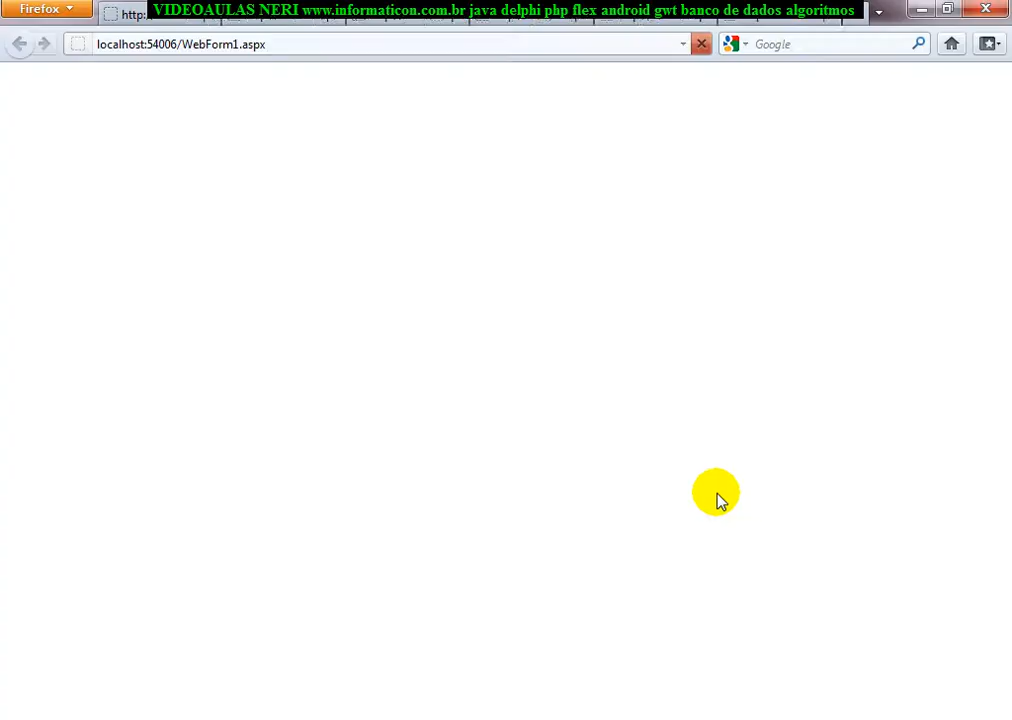 Firefox
http:
VIDEOAULAS NERI www.informaticon.com.br java delphi php flex android gwt banco de dados algoritmos
localhost:54006/WebForm1.aspx
Google